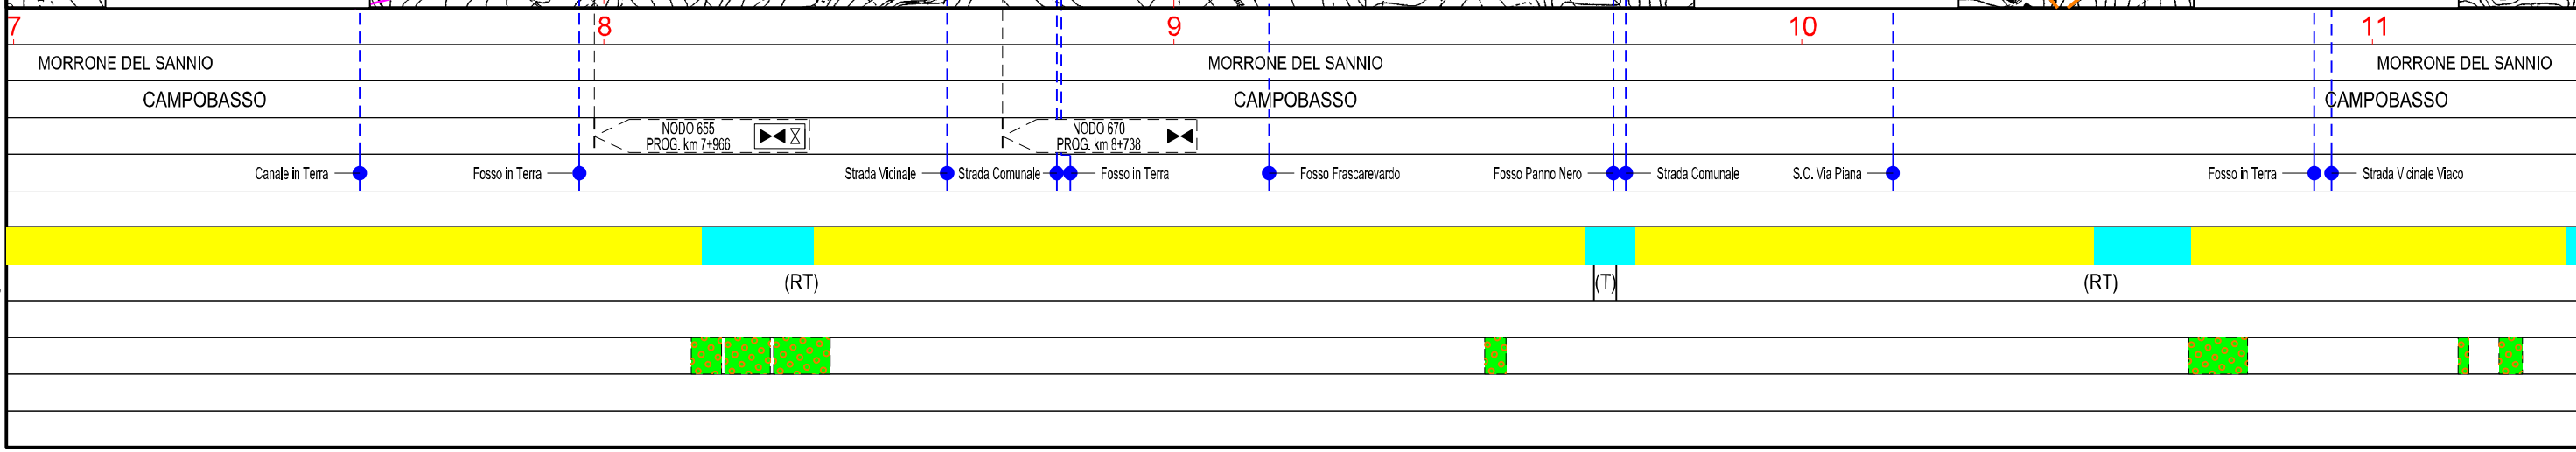 7 8 9 10 11
MORRONE DEL SANNIO MORRONE DEL SANNIO MORRONE DEL SANNIO
CAMPOBASSO CAMPOBASSO CAMPOBASSO
NODO 655 NODO 670
PROG. km 7+966 PROG. km 8+738
Canale in Terra Fosso in Terra Strada Vicinale Strada Comunale Fosso in Terra Fosso Frascarevardo Fosso Panno Nero Strada Comunale S.C. Via Piana Fosso in Terra Strada Vicinale Viaco
(RT) (T) (RT)